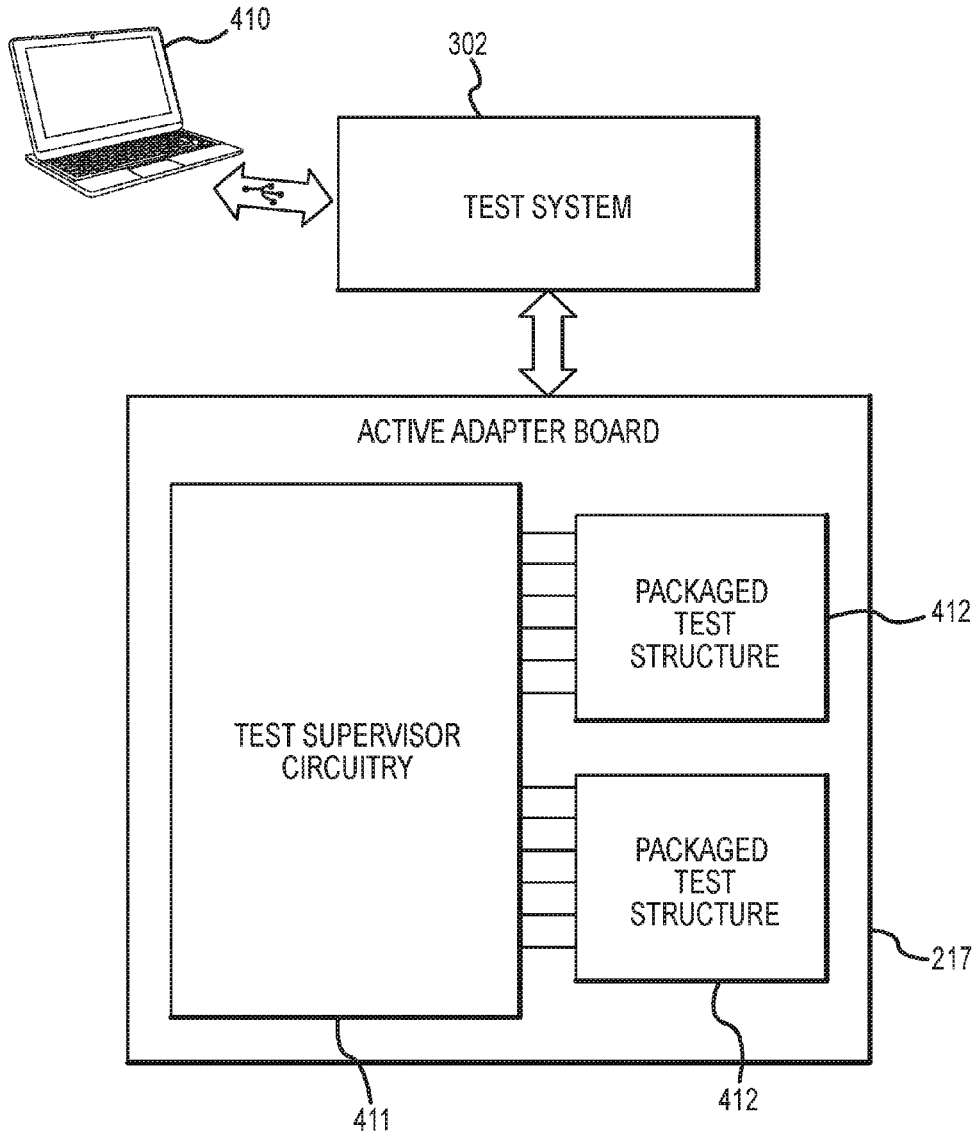 410
302
TEST SYSTEM
ACTIVE ADAPTER BOARD
PACKAGED
TEST
STRUCTURE
412
TEST SUPERVISOR
CIRCUITRY
PACKAGED
TEST
STRUCTURE
217
411
412